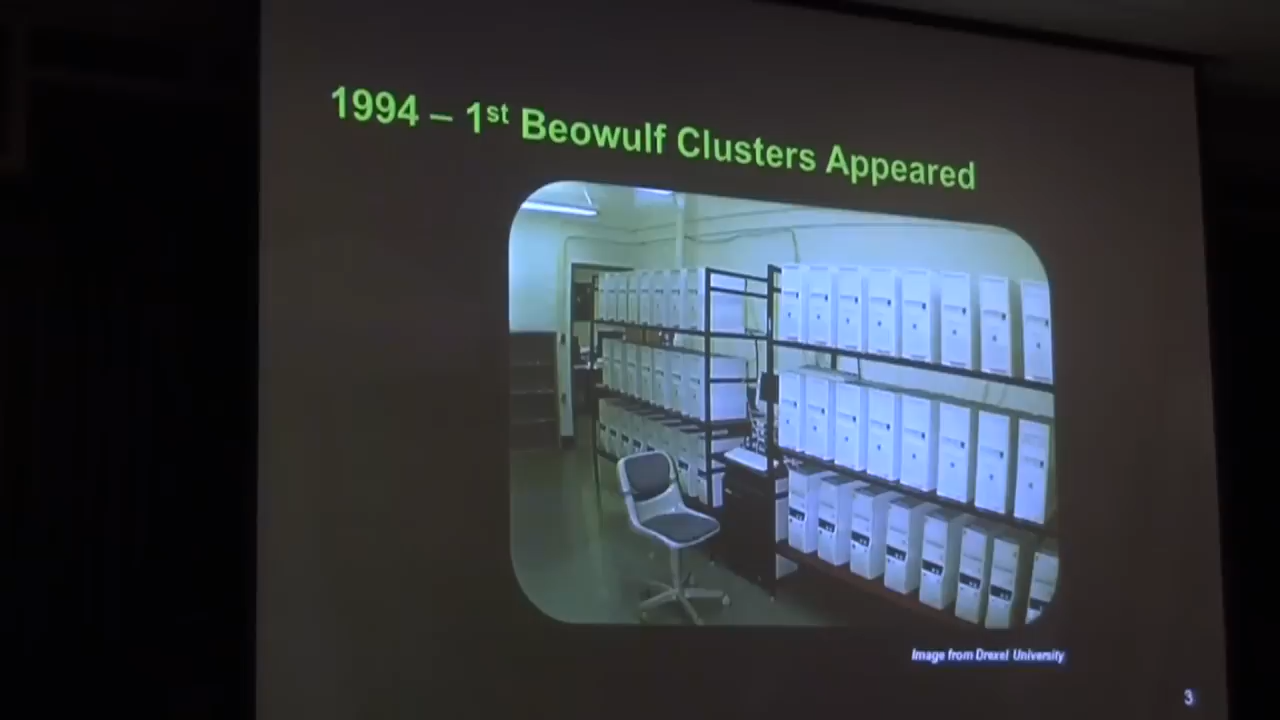 1994 – 1st Beowulf Clusters Appeared
Image from Drexel University
3